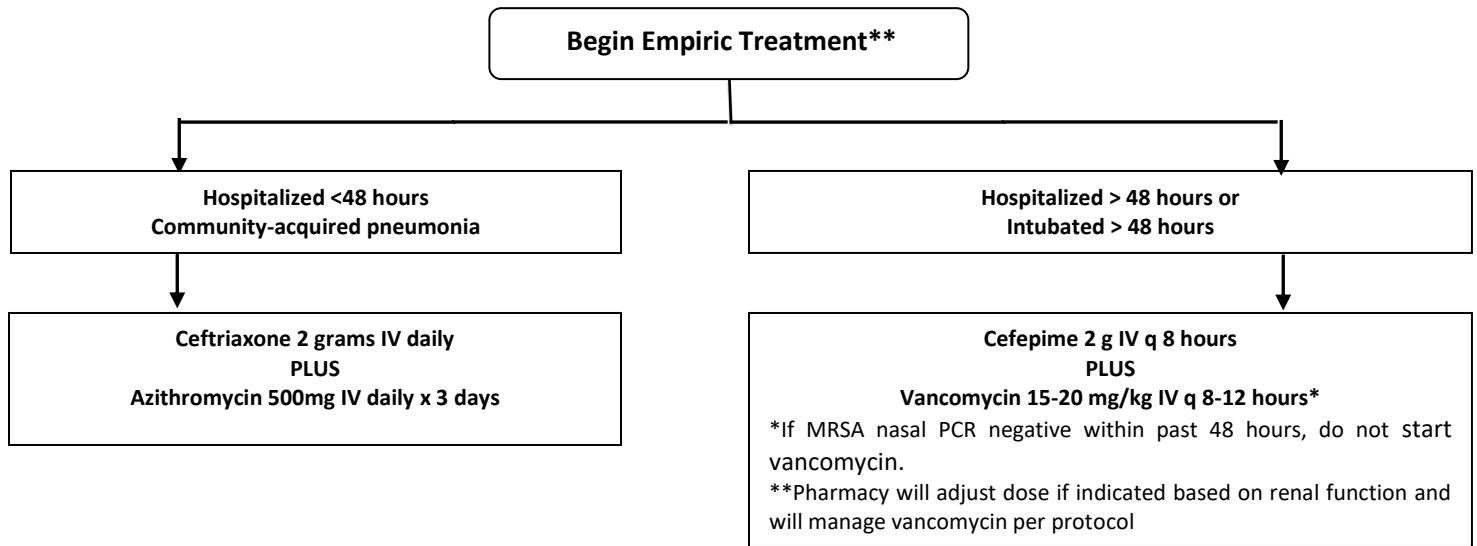 Begin Empiric Treatment**
Hospitalized <48 hours
Community-acquired pneumonia
Hospitalized > 48 hours or
Intubated > 48 hours
Ceftriaxone 2 grams IV daily
PLUS
Azithromycin 500mg IV daily x 3 days
Cefepime 2 g IV q 8 hours
PLUS
Vancomycin 15-20 mg/kg IV q 8-12 hours*
*If MRSA nasal PCR negative within past 48 hours, do not start
vancomycin.
**Pharmacy will adjust dose if indicated based on renal function and
will manage vancomycin per protocol